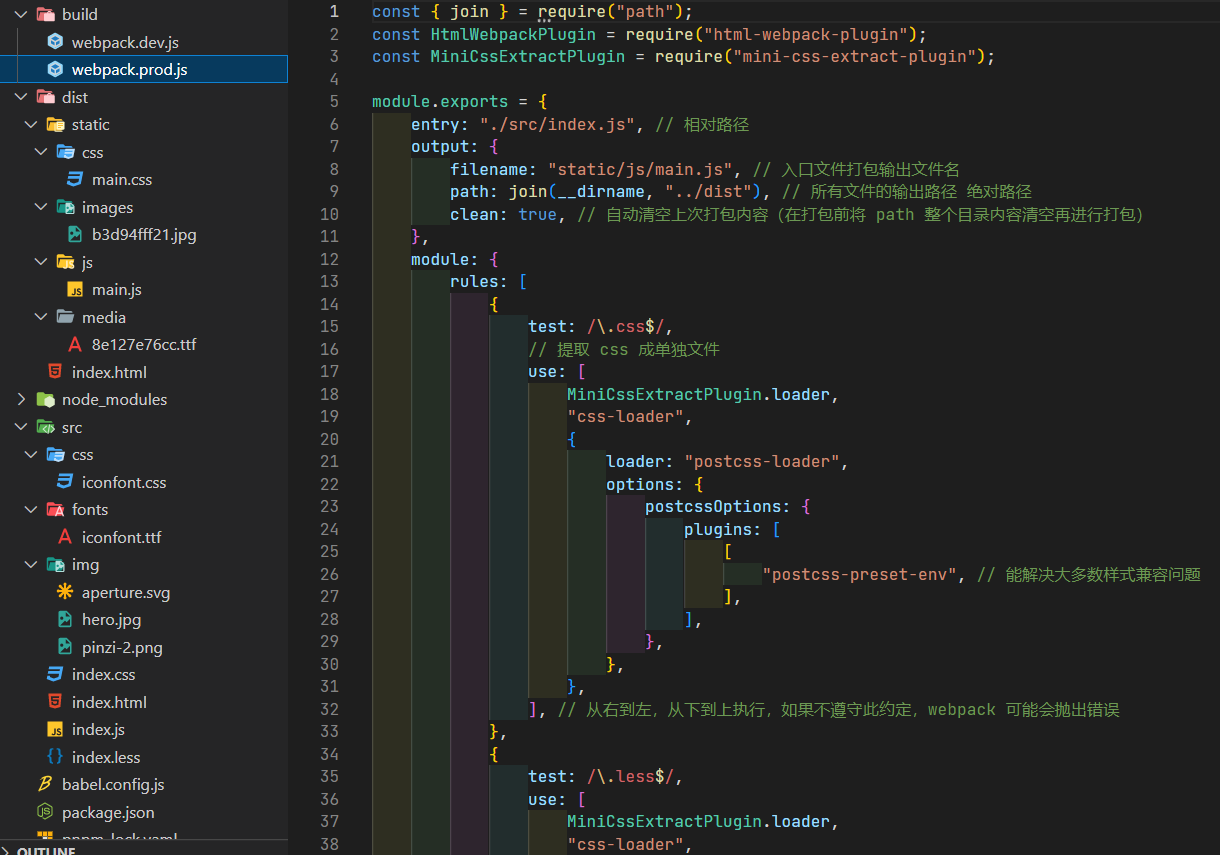 build
webpack.dev.js
webpack.prod.js
dist
static
css
main.css
images
b3d94fff21.jpg
js
main.js
media
8e127e76cc.ttf
index.html
node_modules
src
css
iconfont.css
fonts
iconfont.ttf
img
aperture.svg
hero.jpg
pinzi-2.png
index.css
index.html
index.js
index.less
babel.config.js
package.json
pnpm-lock.yaml
OUTLINE
1 const { join } = require("path");
2 const HtmlWebpackPlugin = require("html-webpack-plugin");
3 const MiniCssExtractPlugin = require("mini-css-extract-plugin");
4
5 module.exports = {
6 entry: "./src/index.js", // 相对路径
7 output: {
8 filename: "static/js/main.js", // 入口文件打包输出文件名
9 path: join(__dirname, "../dist"), // 所有文件的输出路径 绝对路径
10 clean: true, // 自动清空上次打包内容（在打包前将 path 整个目录内容清空再进行打包）
11 },
12 module: {
13 rules: [
14 {
15 test: /\.css$/,
16 // 提取 css 成单独文件
17 use: [
18 MiniCssExtractPlugin.loader,
19 "css-loader",
20 {
21 loader: "postcss-loader",
22 options: {
23 postcssOptions: {
24 plugins: [
25 [
26 "postcss-preset-env", // 能解决大多数样式兼容问题
27 ],
28 ],
29 },
30 },
31 },
32 ], // 从右到左，从下到上执行，如果不遵守此约定，webpack 可能会抛出错误
33 },
34 {
35 test: /\.less$/,
36 use: [
37 MiniCssExtractPlugin.loader,
38 "css-loader",